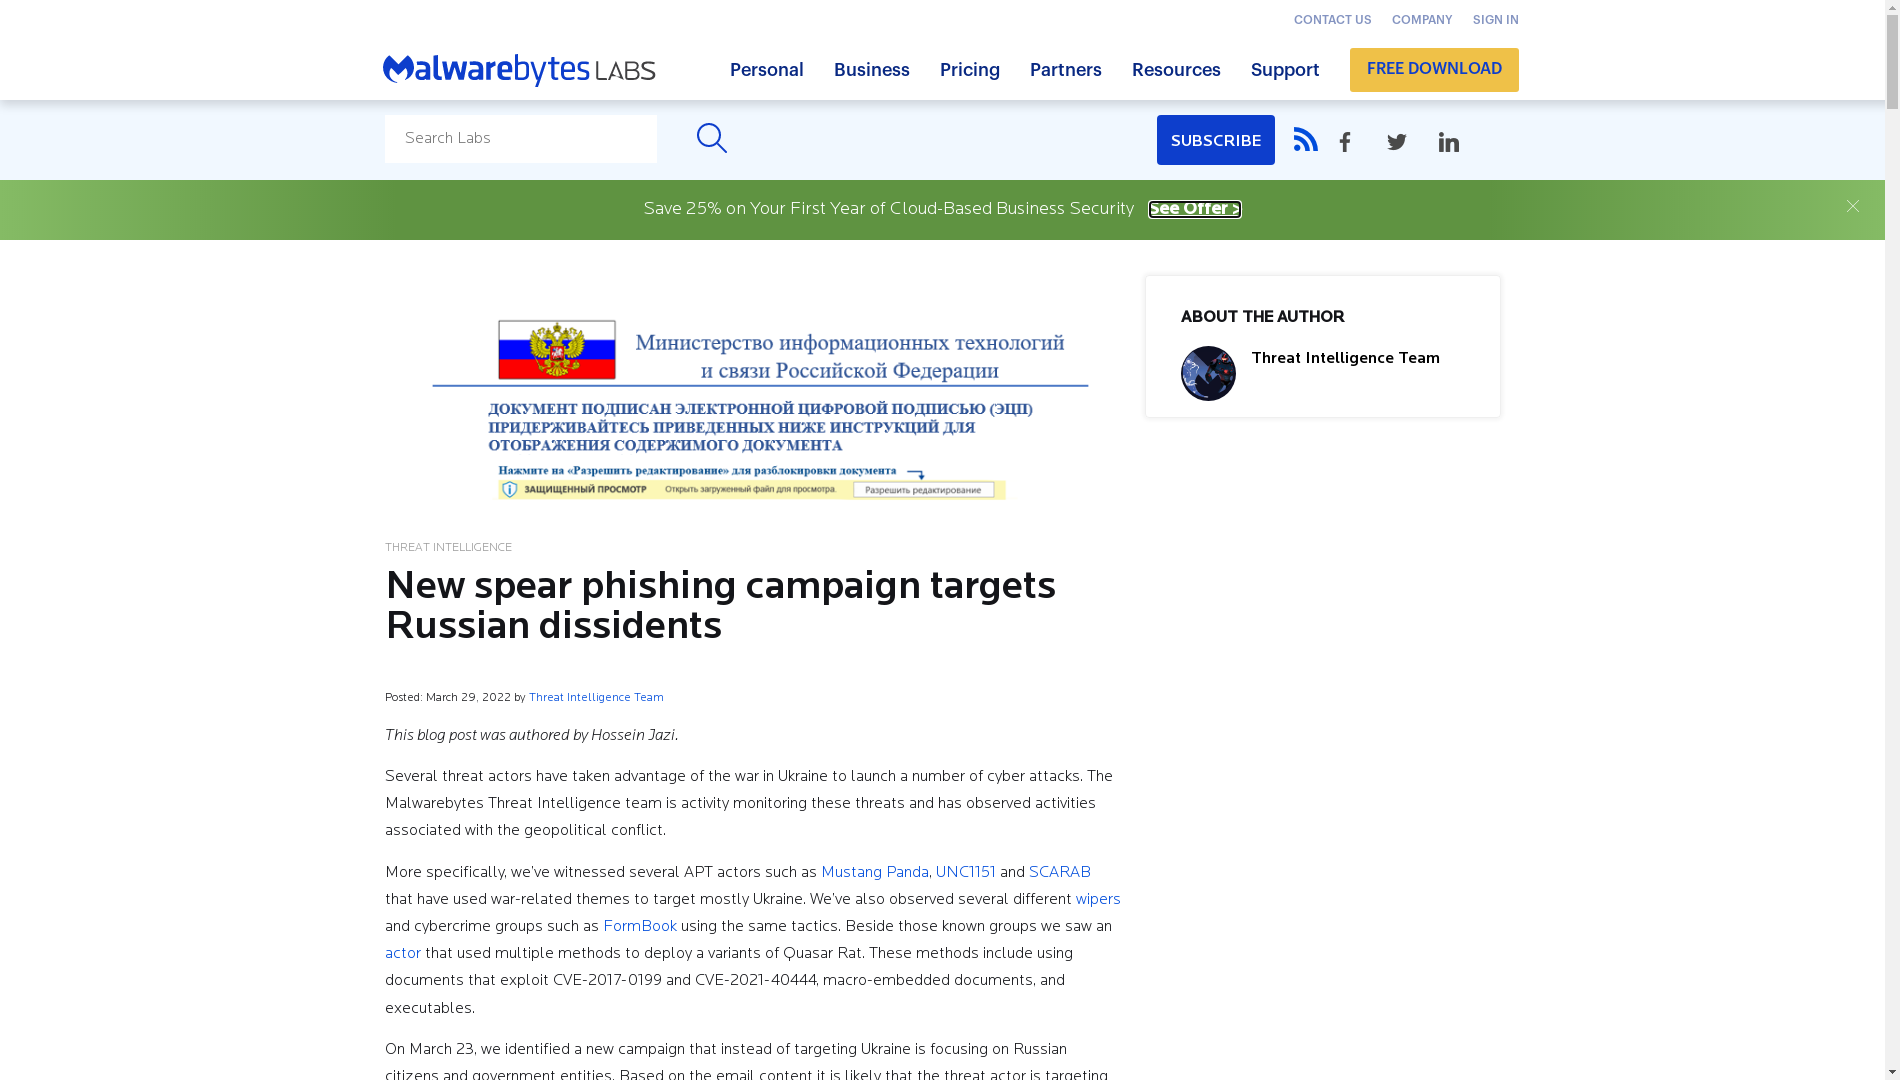 CONTACT US COMPANY SIGN IN
Malwarebytes LABS Personal Business Pricing Partners Resources Support FREE DOWNLOAD
Search Labs SUBSCRIBE
Save 25% on Your First Year of Cloud-Based Business Security See Offer >
Министерство информационных технологий
и связи Российской Федерации
ДОКУМЕНТ ПОДПИСАН ЭЛЕКТРОННОЙ ЦИФРОВОЙ ПОДПИСЬЮ (ЭЦП)
ПРИДЕРЖИВАЙТЕСЬ ПРИВЕДЕННЫХ НИЖЕ ИНСТРУКЦИЙ ДЛЯ
ОТОБРАЖЕНИЯ СОДЕРЖИМОГО ДОКУМЕНТА
Нажмите на «Разрешить редактирование» для разблокировки документа
ЗАЩИЩЕННЫЙ ПРОСМОТР Открыть загруженный файл для просмотра. Разрешить редактирование
ABOUT THE AUTHOR
Threat Intelligence Team
THREAT INTELLIGENCE
New spear phishing campaign targets
Russian dissidents
Posted: March 29, 2022 by Threat Intelligence Team
This blog post was authored by Hossein Jazi.
Several threat actors have taken advantage of the war in Ukraine to launch a number of cyber attacks. The
Malwarebytes Threat Intelligence team is activity monitoring these threats and has observed activities
associated with the geopolitical conflict.
More specifically, we've witnessed several APT actors such as Mustang Panda, UNC1151 and SCARAB
that have used war-related themes to target mostly Ukraine. We've also observed several different wipers
and cybercrime groups such as FormBook using the same tactics. Beside those known groups we saw an
actor that used multiple methods to deploy a variants of Quasar Rat. These methods include using
documents that exploit CVE-2017-0199 and CVE-2021-40444, macro-embedded documents, and
executables.
On March 23, we identified a new campaign that instead of targeting Ukraine is focusing on Russian
citizens and government entities. Based on the email content it is likely that the threat actor is targeting